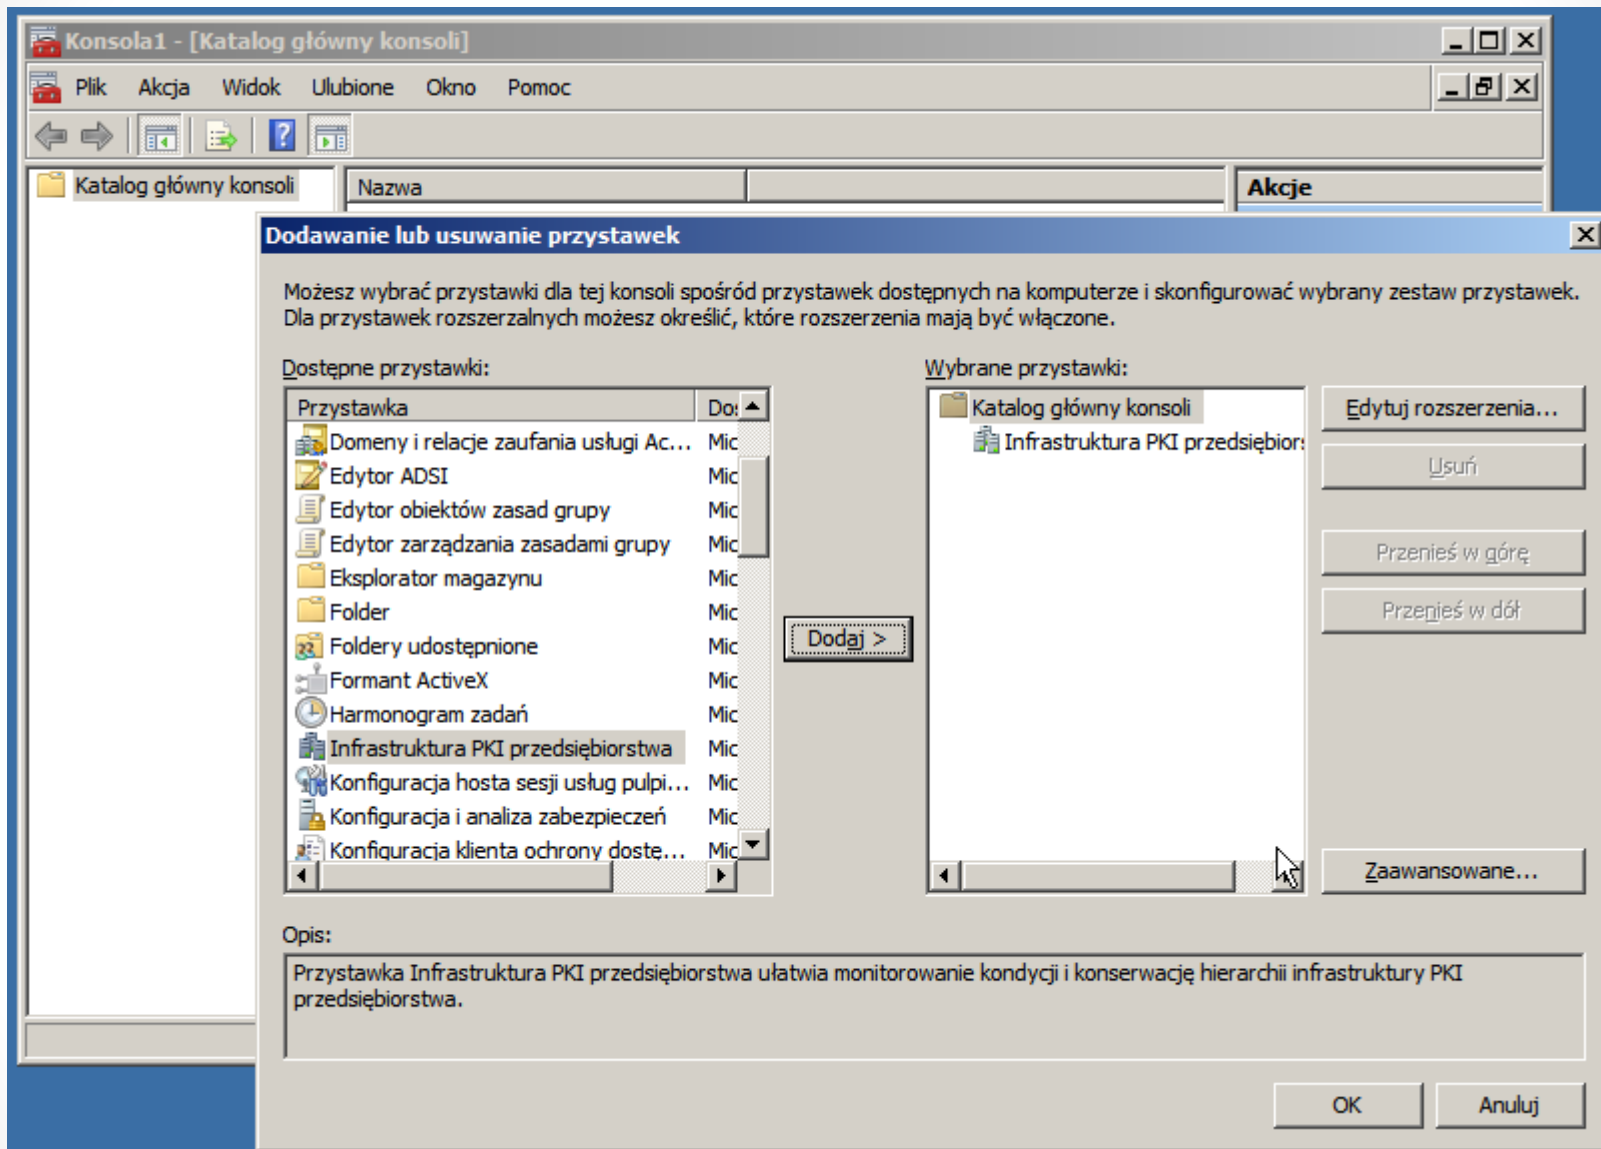 Konsola1 - [Katalog główny konsoli]
Plik Akcja Widok Ulubione Okno Pomoc
Katalog główny konsoli
Nazwa
Akcje
Dodawanie lub usuwanie przystawek
Możesz wybrać przystawki dla tej konsoli spośród przystawek dostępnych na komputerze i skonfigurować wybrany zestaw przystawek.
Dla przystawek rozszerzalnych możesz określić, które rozszerzenia mają być włączone.
Dostępne przystawki:
Przystawka Do
Domeny i relacje zaufania usługi Ac... Mic
Edytor ADSI Mic
Edytor obiektów zasad grupy Mic
Edytor zarządzania zasadami grupy Mic
Eksplorator magazynu Mic
Folder Mic
Foldery udostępnione Mic
Formant ActiveX Mic
Harmonogram zadań Mic
Infrastruktura PKI przedsiębiorstwa Mic
Konfiguracja hosta sesji usług pulpi... Mic
Konfiguracja i analiza zabezpieczeń Mic
Konfiguracja klienta ochrony dostę... Mic
Dodaj >
Wybrane przystawki:
Katalog główny konsoli
Infrastruktura PKI przedsiębior
Edytuj rozszerzenia...
Usuń
Przenieś w górę
Przenieś w dół
Zaawansowane...
Opis:
Przystawka Infrastruktura PKI przedsiębiorstwa ułatwia monitorowanie kondycji i konserwację hierarchii infrastruktury PKI
przedsiębiorstwa.
OK Anuluj